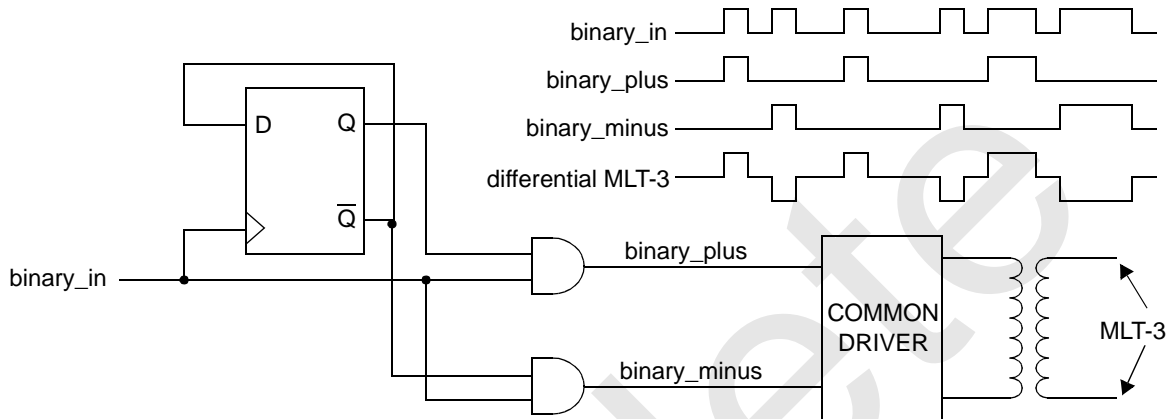 binary_in
binary_plus
binary_minus
differential MLT-3
D Q
Q̅
binary_in
binary_plus
binary_minus
COMMON
DRIVER
MLT-3